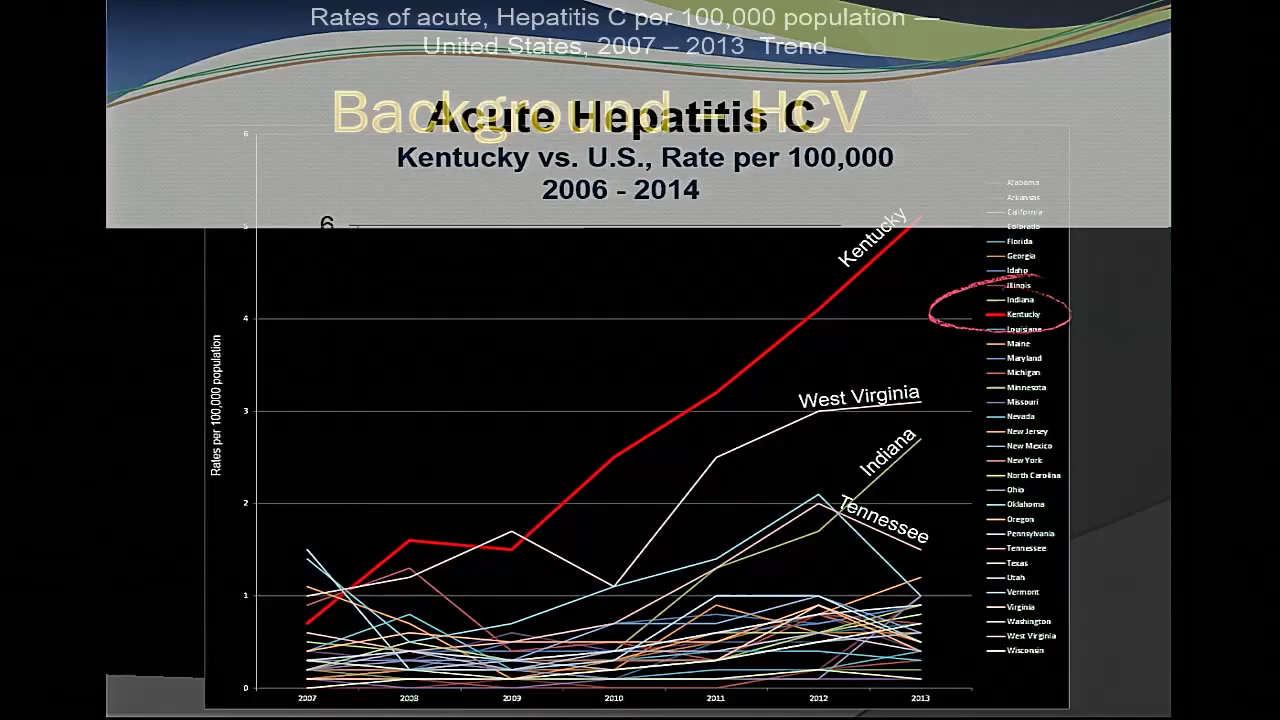 Rates of acute, Hepatitis C per 100,000 population —
United States, 2007 – 2013 Trend
Background – HCV
Acute Hepatitis C
Kentucky vs. U.S., Rate per 100,000
2006 - 2014
6
6
5
4
3
2
1
0
Rates per 100,000 population
Kentucky
West Virginia
Indiana
Tennessee
2007 2008 2009 2010 2011 2012 2013
Alabama
Arkansas
California
Colorado
Florida
Georgia
Idaho
Illinois
Indiana
Kentucky
Louisiana
Maine
Maryland
Michigan
Minnesota
Missouri
Nevada
New Jersey
New Mexico
New York
North Carolina
Ohio
Oklahoma
Oregon
Pennsylvania
Tennessee
Texas
Utah
Vermont
Virginia
Washington
West Virginia
Wisconsin